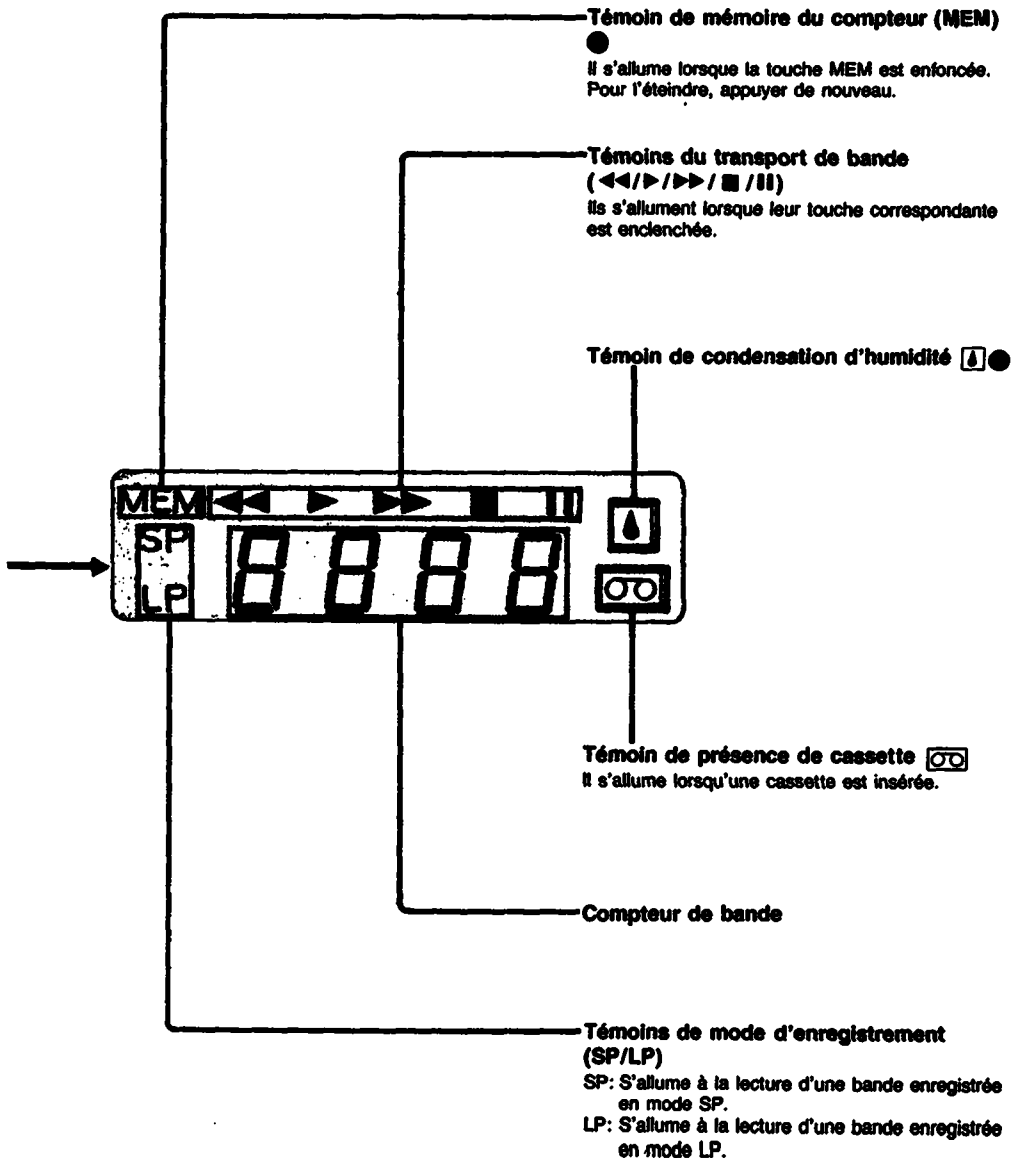 Témoin de mémoire du compteur (MEM)
●
Il s'allume lorsque la touche MEM est enfoncée.
Pour l'éteindre, appuyer de nouveau.
Témoins du transport de bande
(◀◀/▶/▶▶/■/❚❚)
Ils s'allument lorsque leur touche correspondante
est enclenchée.
Témoin de condensation d'humidité ●
MEM ◀◀ ▶ ▶▶ ■ ❚❚
SP
LP
8888
Témoin de présence de cassette
Il s'allume lorsqu'une cassette est insérée.
Compteur de bande
Témoins de mode d'enregistrement
(SP/LP)
SP: S'allume à la lecture d'une bande enregistrée
en mode SP.
LP: S'allume à la lecture d'une bande enregistrée
en mode LP.